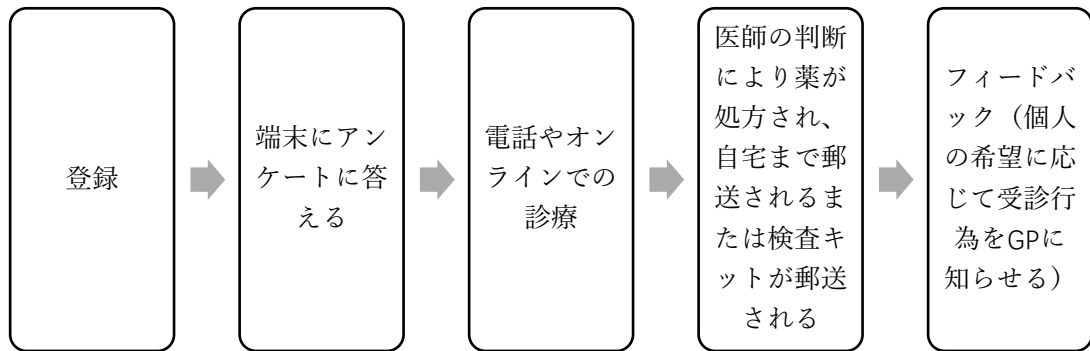 登録
端末にアン
ケートに答
える
電話やオン
ラインでの
診療
医師の判断
により薬が
処方され、
自宅まで郵
送されるま
たは検査キ
ットが郵送
される
フィードバ
ック（個人
の希望に応
じて受診行
為をGPに
知らせる）